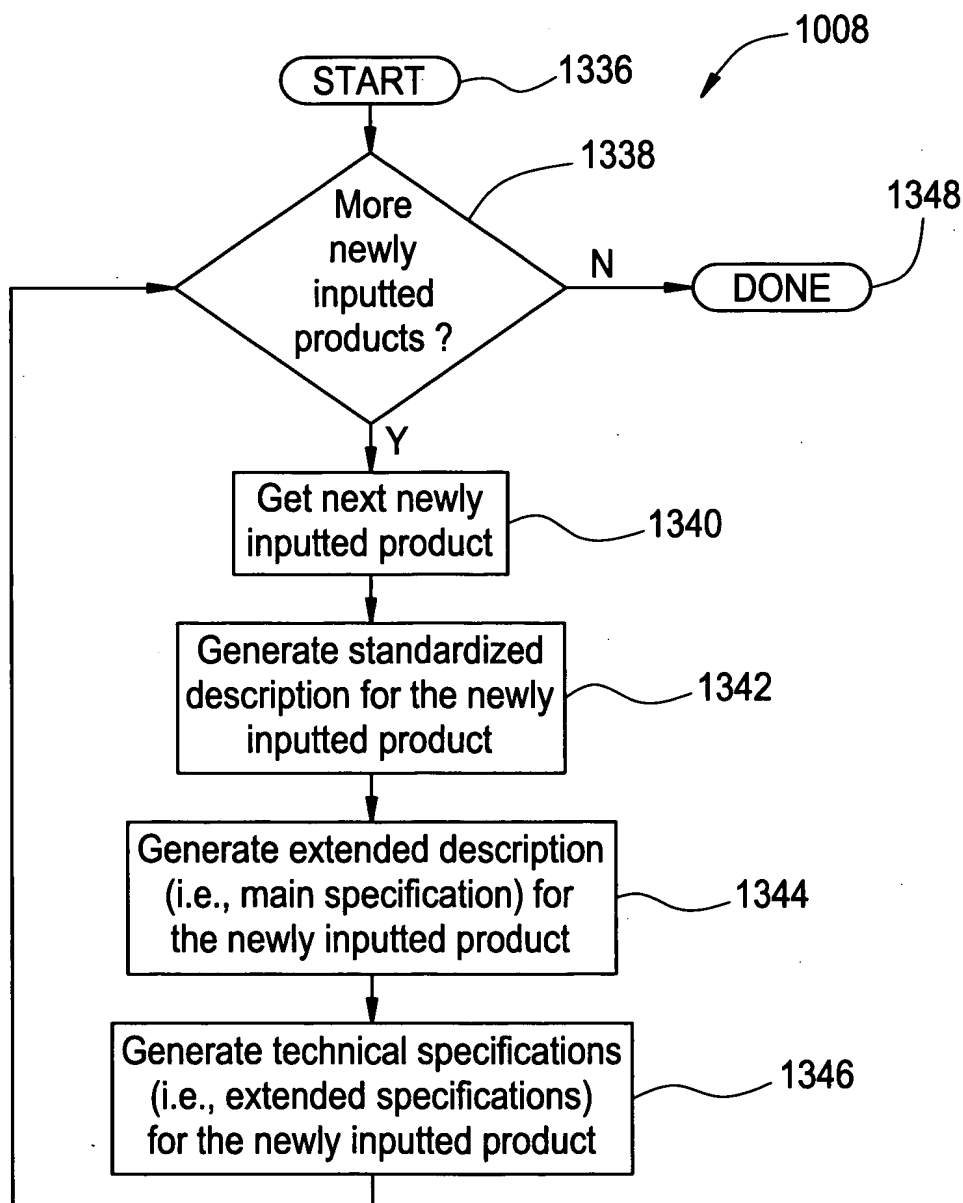 1008
START
1336
1338
More
newly
inputted
products ?
1348
N
DONE
Y
Get next newly
inputted product
1340
Generate standardized
description for the newly
inputted product
1342
Generate extended description
(i.e., main specification) for
the newly inputted product
1344
Generate technical specifications
(i.e., extended specifications)
for the newly inputted product
1346